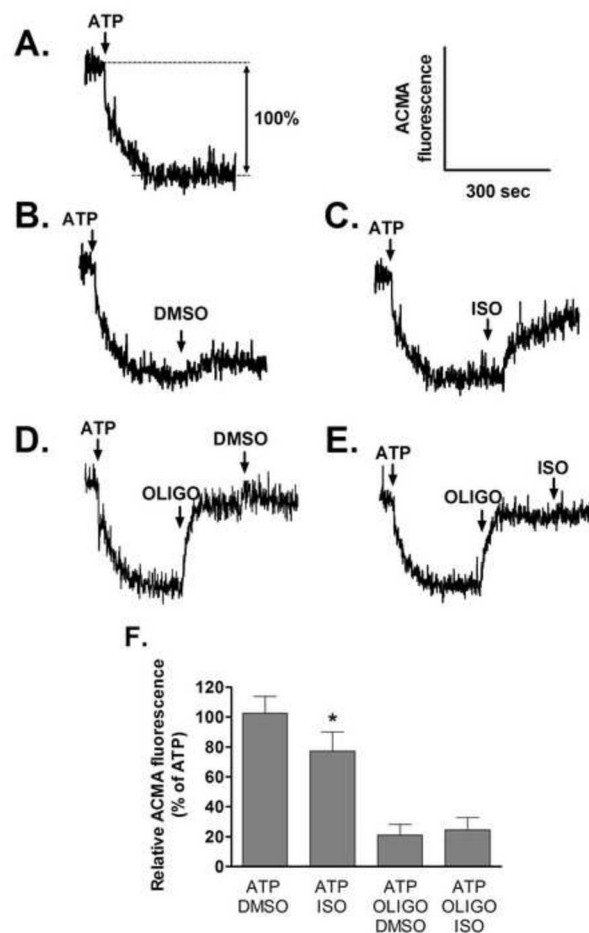 A.
ATP
100%
ACMA
fluorescence
300 sec
B.
ATP
DMSO
C.
ATP
ISO
D.
ATP
OLIGO
DMSO
E.
ATP
OLIGO
ISO
F.
Relative ACMA fluorescence
(% of ATP)
120
100
80
60
40
20
0
*
ATP
DMSO
ATP
ISO
ATP
OLIGO
DMSO
ATP
OLIGO
ISO